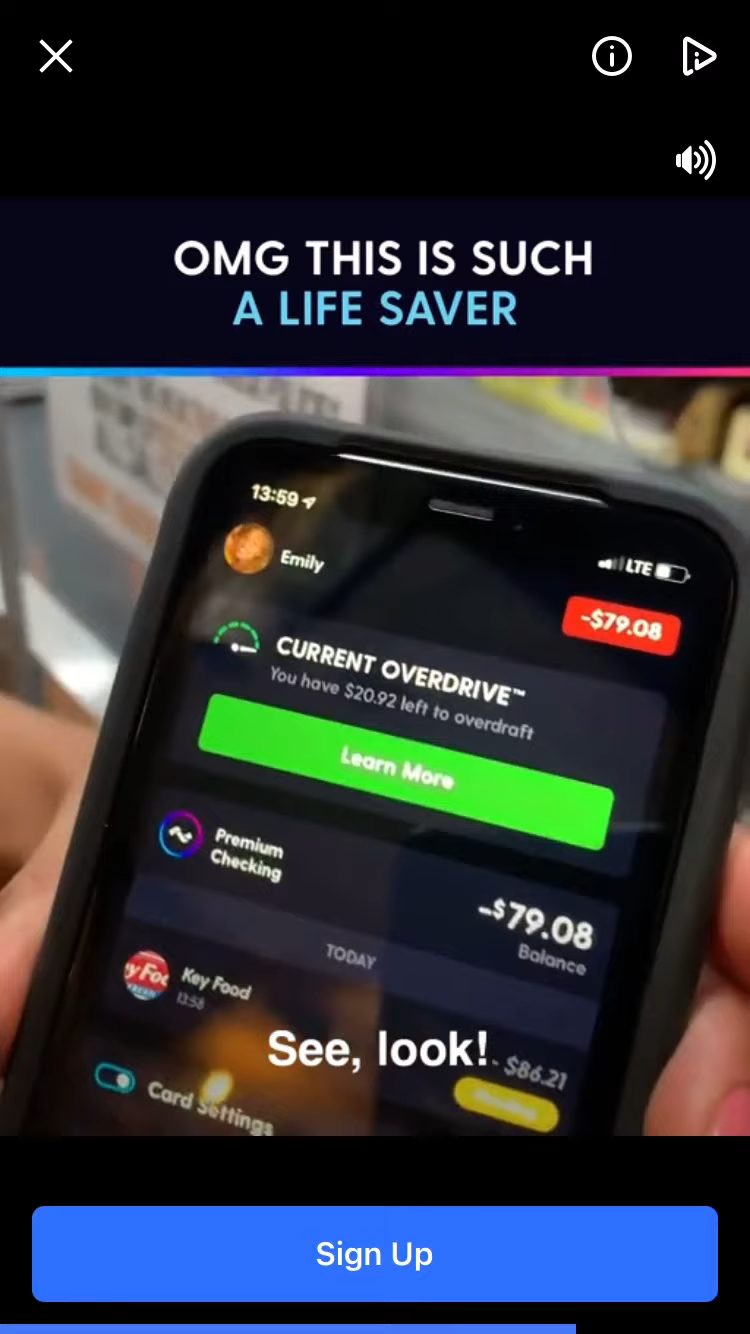 OMG THIS IS SUCH
A LIFE SAVER
13:59
LTE
Emily
-$79.08
CURRENT OVERDRIVE™
You have $20.92 left to overdraft
Learn More
Premium
Checking
-$79.08
Balance
TODAY
Key Food
13:58
See, look!
- $86.21
Card Settings
Sign Up